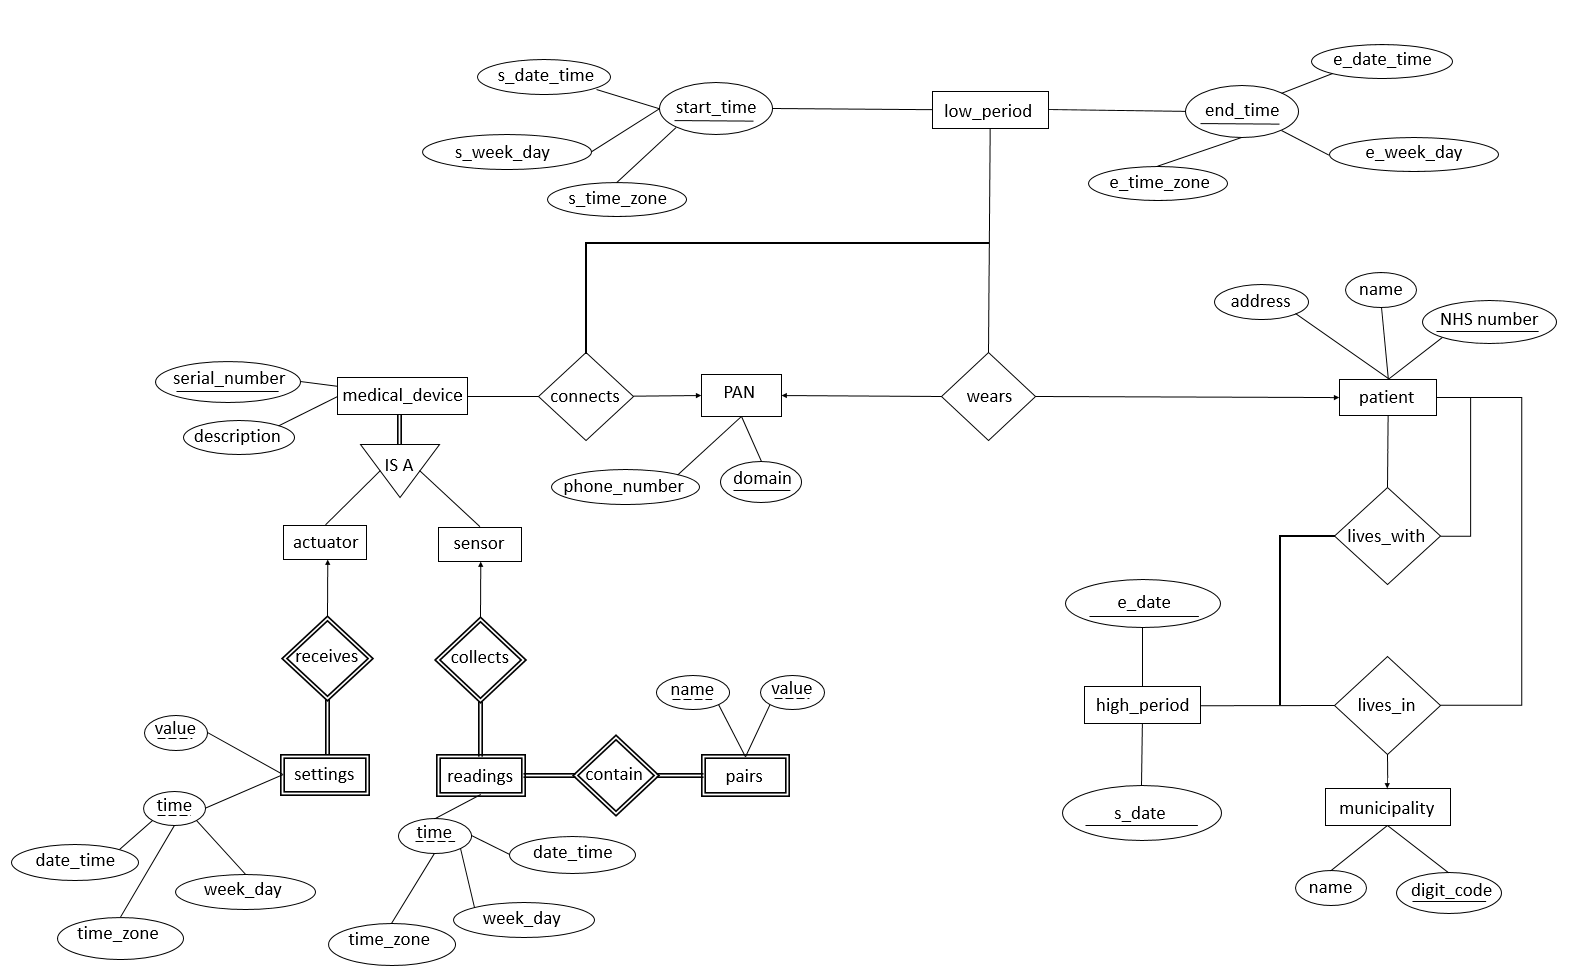 e_date_time
s_date_time
start_time
low_period
end_time
s_week_day
e_week_day
e_time_zone
s_time_zone
address
name
NHS number
serial_number
medical_device
connects
PAN
wears
patient
description
IS A
phone_number
domain
actuator
sensor
lives_with
e_date
receives
collects
name
value
high_period
lives_in
value
settings
readings
contain
pairs
time
municipality
time
s_date
date_time
date_time
week_day
name
digit_code
time_zone
week_day
time_zone